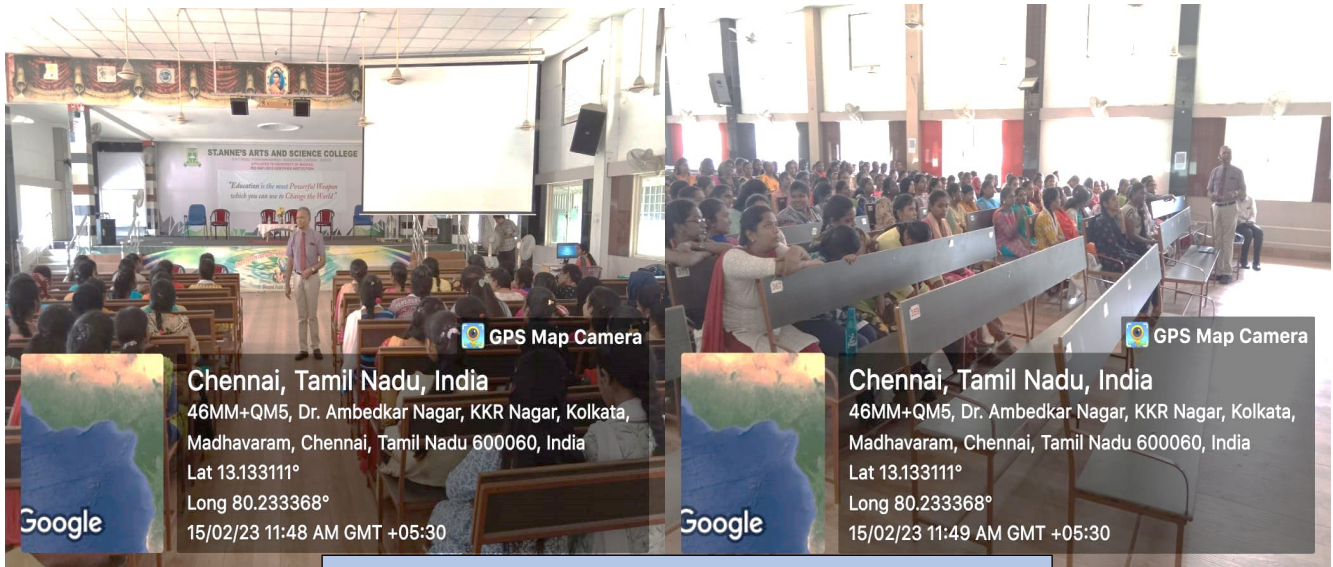 ST.ANNE'S ARTS AND SCIENCE COLLEGE
"Education is the most Powerful Weapon
which you can use to Change the World"
GPS Map Camera
Chennai, Tamil Nadu, India
46MM+QM5, Dr. Ambedkar Nagar, KKR Nagar, Kolkata,
Madhavaram, Chennai, Tamil Nadu 600060, India
Lat 13.133111°
Long 80.233368°
15/02/23 11:48 AM GMT +05:30
Google
GPS Map Camera
Chennai, Tamil Nadu, India
46MM+QM5, Dr. Ambedkar Nagar, KKR Nagar, Kolkata,
Madhavaram, Chennai, Tamil Nadu 600060, India
Lat 13.133111°
Long 80.233368°
15/02/23 11:49 AM GMT +05:30
Google